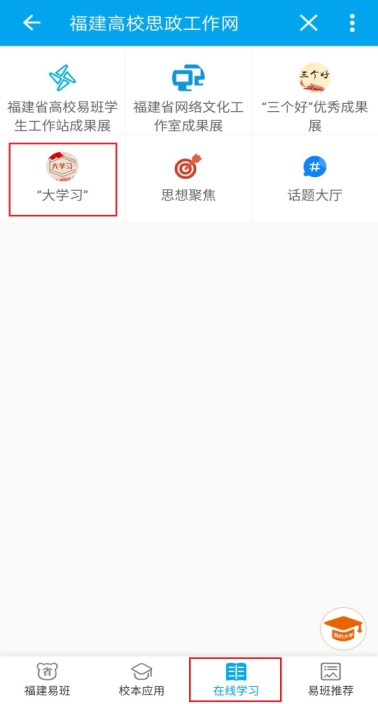 福建高校思政工作网
福建省高校易班学
生工作站成果展
福建省网络文化工
作室成果展
三个好
“三个好”优秀成果
展
大学习
“大学习”
思想聚焦
#
话题大厅
省
福建易班
校本应用
在线学习
易班推荐